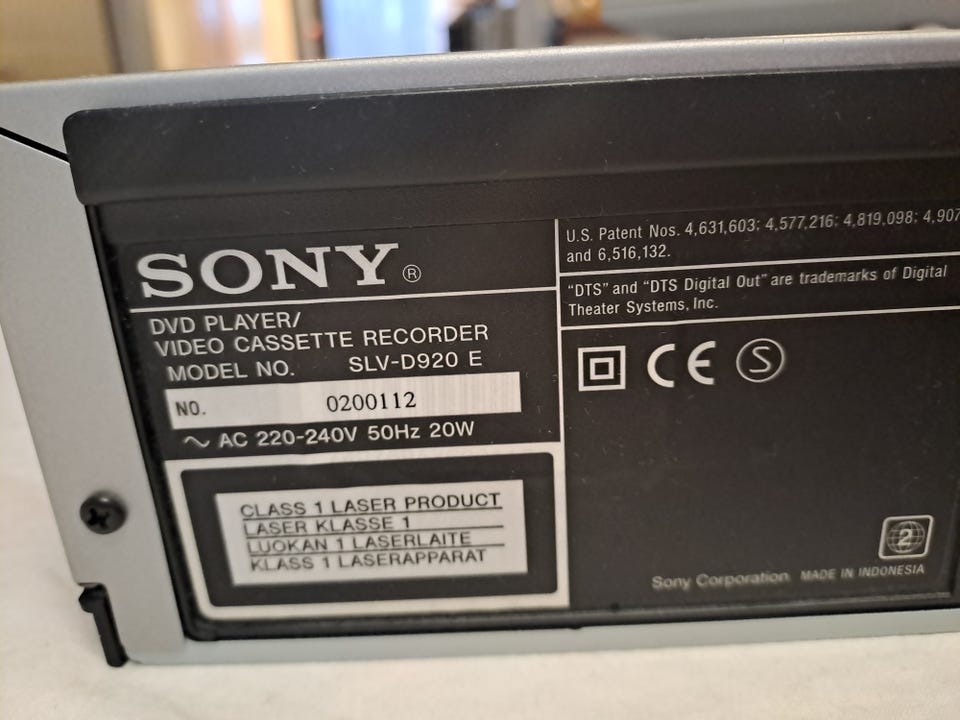 SONY®
DVD PLAYER/
VIDEO CASSETTE RECORDER
MODEL NO. SLV-D920 E
NO. 0200112
~ AC 220-240V 50Hz 20W
CLASS 1 LASER PRODUCT
LASER KLASSE 1
LUOKAN 1 LASERLAITE
KLASS 1 LASERAPPARAT
U.S. Patent Nos. 4,631,603; 4,577,216; 4,819,098; 4,907
and 6,516,132.
"DTS" and "DTS Digital Out" are trademarks of Digital
Theater Systems, Inc.
CE S
2
Sony Corporation MADE IN INDONESIA